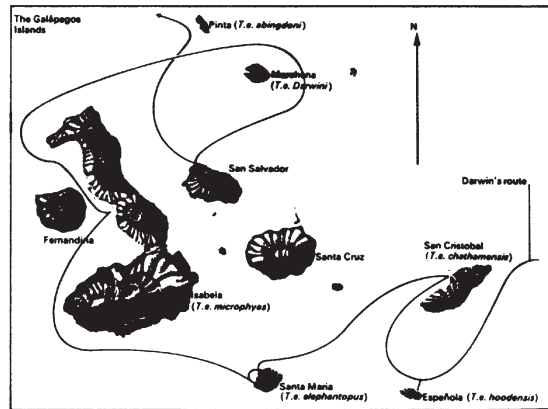 The Galápagos
Islands
Pinta (T.e. abingdoni)
N
Marchena
(T.e. Darwini)
San Salvador
Darwin's route
Fernandina
Santa Cruz
San Cristobal
(T.e. chathamensis)
Isabela
(T.e. microphyes)
Santa Maria
(T.e. elephantopus)
Española (T.e. hoodensis)